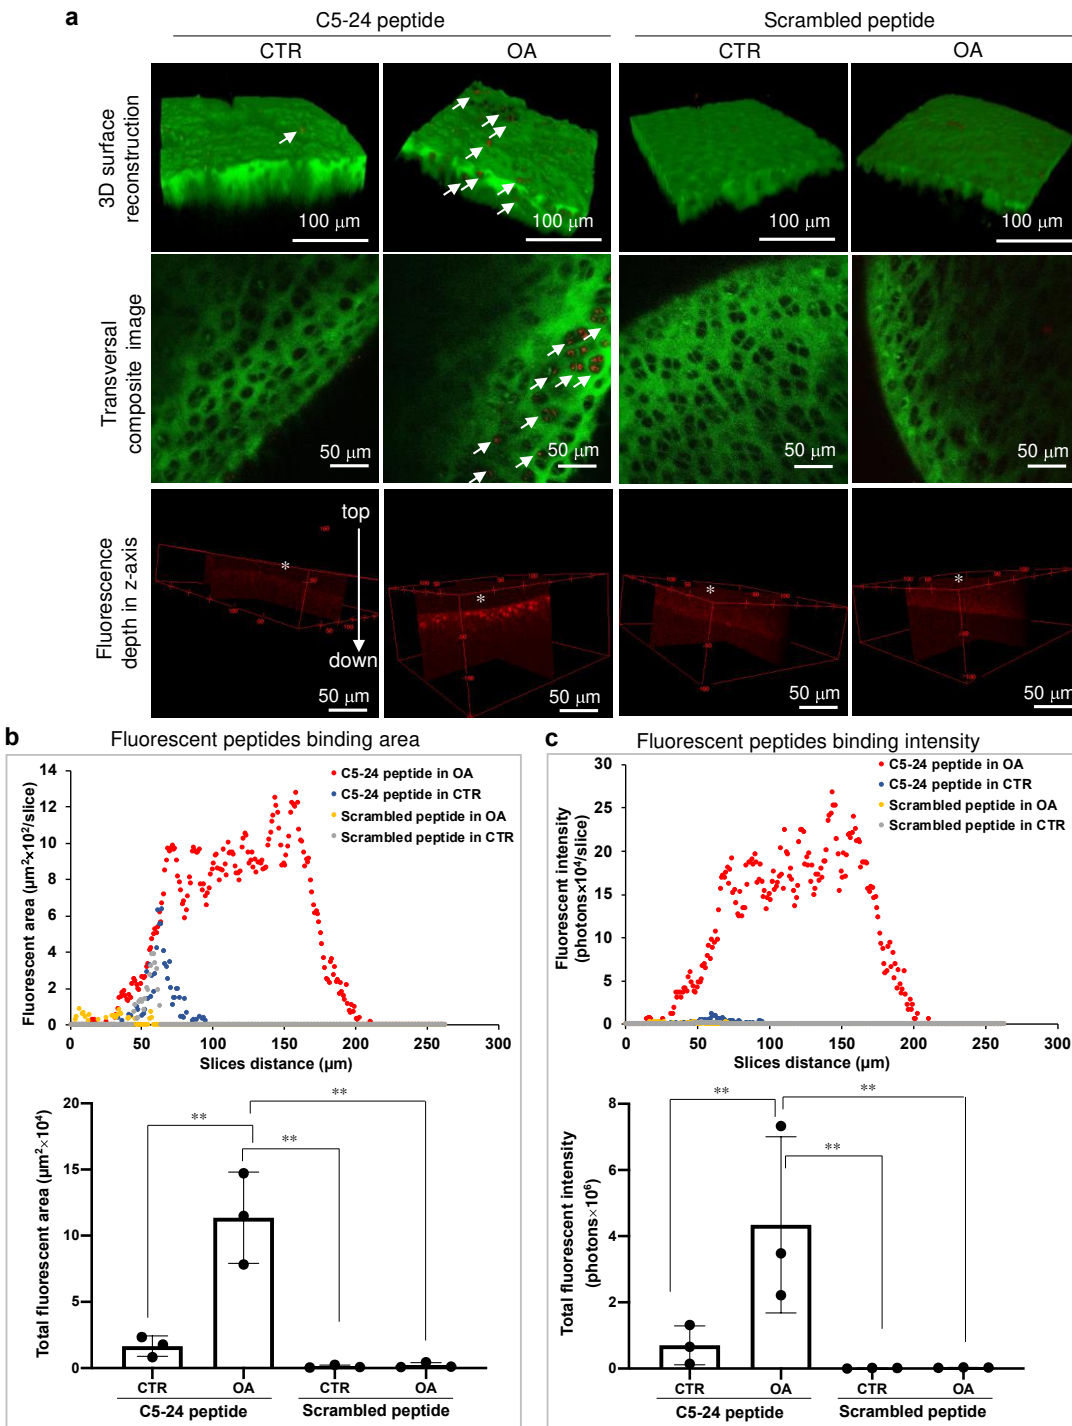 a
C5-24 peptide
Scrambled peptide
CTR
OA
CTR
OA
3D surface
reconstruction
100 μm
100 μm
100 μm
100 μm
Transversal
composite image
50 μm
50 μm
50 μm
50 μm
Fluorescence
depth in z-axis
top
down
*
*
*
*
50 μm
50 μm
50 μm
50 μm
b
Fluorescent peptides binding area
Fluorescent area (μm²×10²/slice)
14
12
10
8
6
4
2
0
0
50
100
150
200
250
300
Slices distance (μm)
C5-24 peptide in OA
C5-24 peptide in CTR
Scrambled peptide in OA
Scrambled peptide in CTR
Total fluorescent area (μm²×10⁴)
20
15
10
5
0
**
**
**
CTR
OA
CTR
OA
C5-24 peptide
Scrambled peptide
c
Fluorescent peptides binding intensity
Fluorescent intensity
(photons×10⁴/slice)
30
25
20
15
10
5
0
0
50
100
150
200
250
300
Slices distance (μm)
C5-24 peptide in OA
C5-24 peptide in CTR
Scrambled peptide in OA
Scrambled peptide in CTR
Total fluorescent intensity
(photons×10⁶)
8
6
4
2
0
**
**
**
CTR
OA
CTR
OA
C5-24 peptide
Scrambled peptide